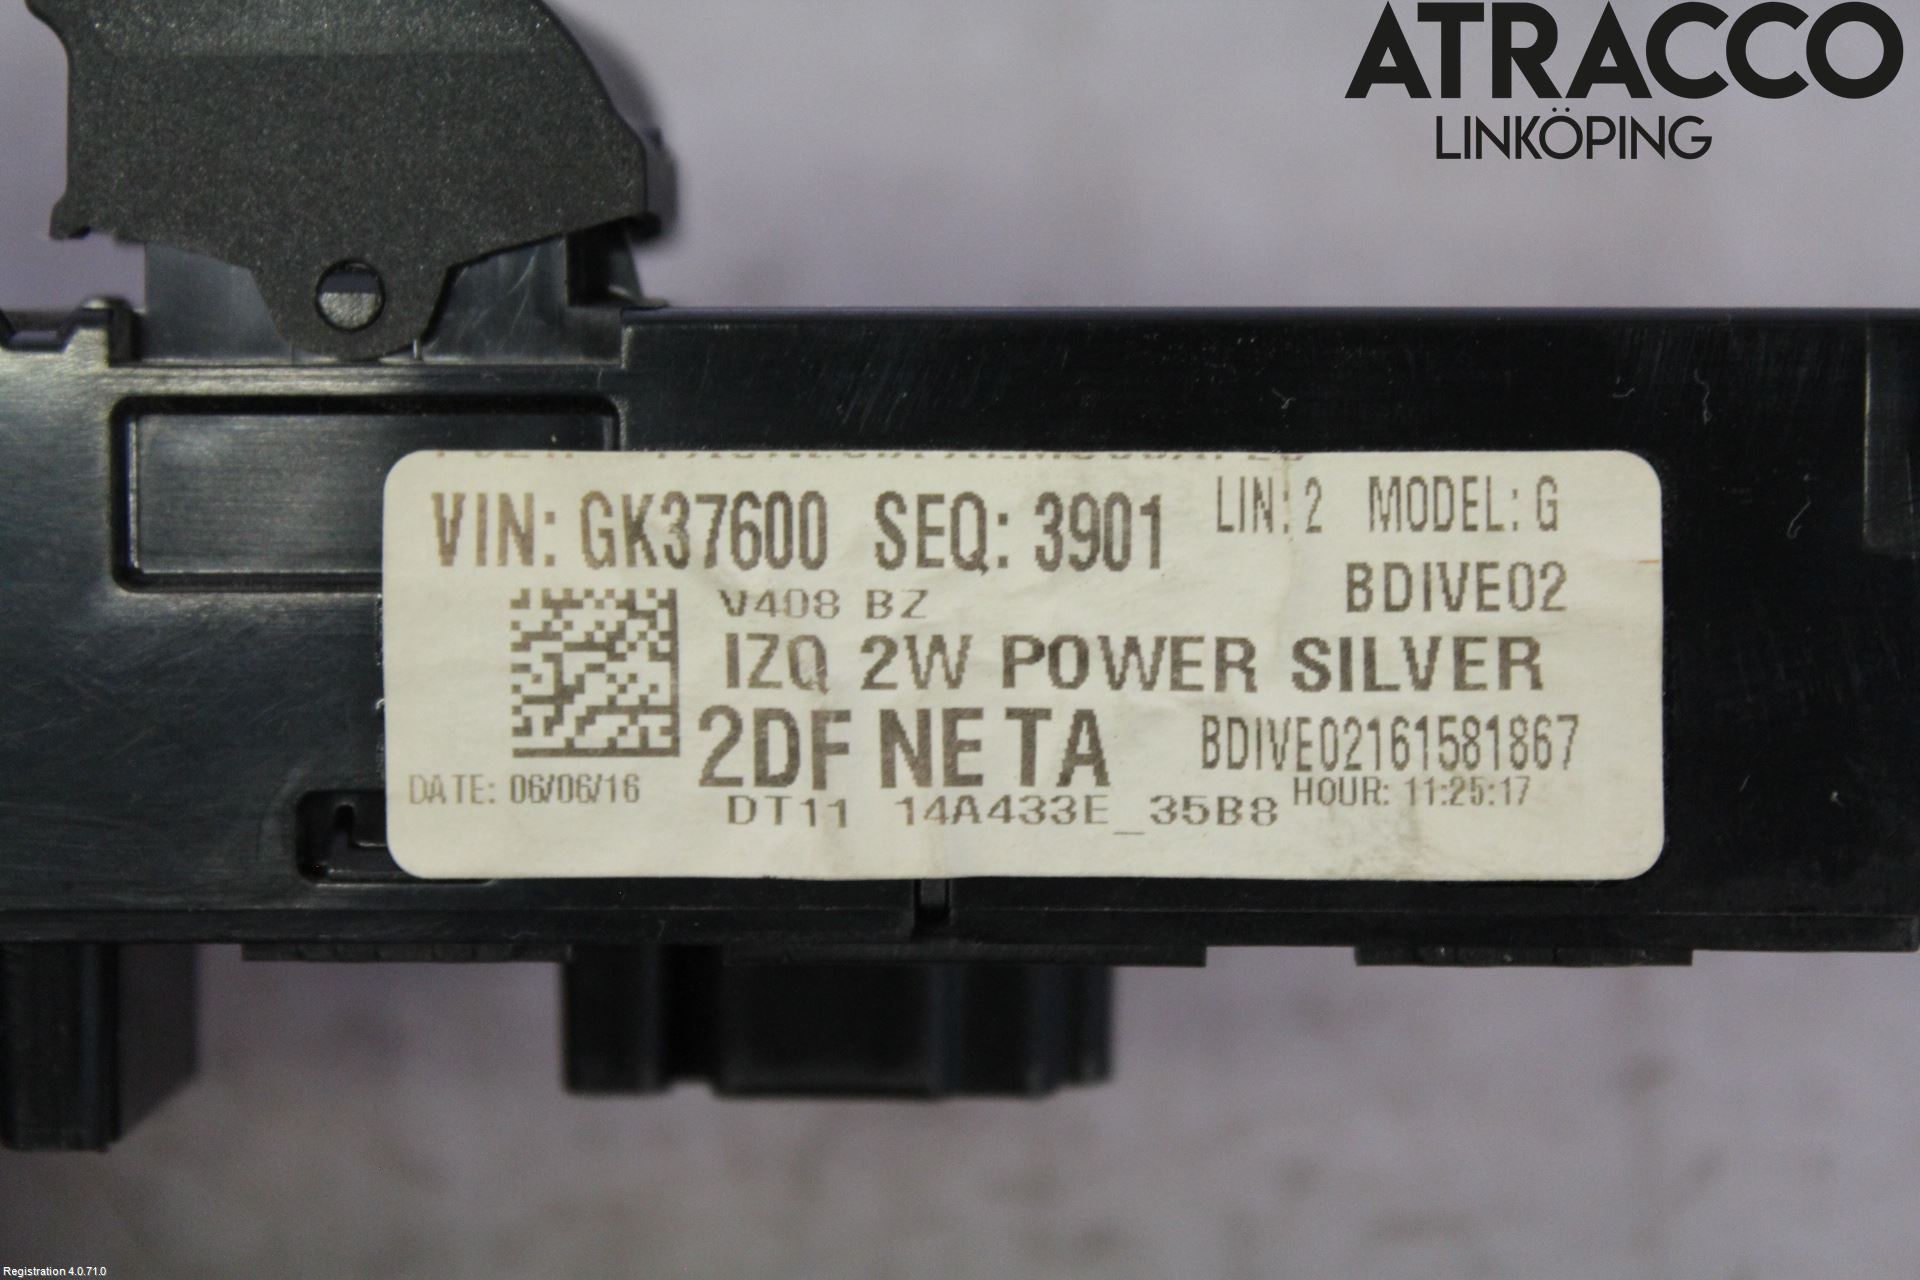 ATRACCO
LINKÖPING
VIN: GK37600 SEQ: 3901 LIN: 2 MODEL: G
V408 BZ BDIVE02
IZQ 2W POWER SILVER
2DF NE TA BDIVE02161581867
DATE: 06/06/16 HOUR: 11:25:17
DT11 14A433E_35B8
Registration 4.0.71.0